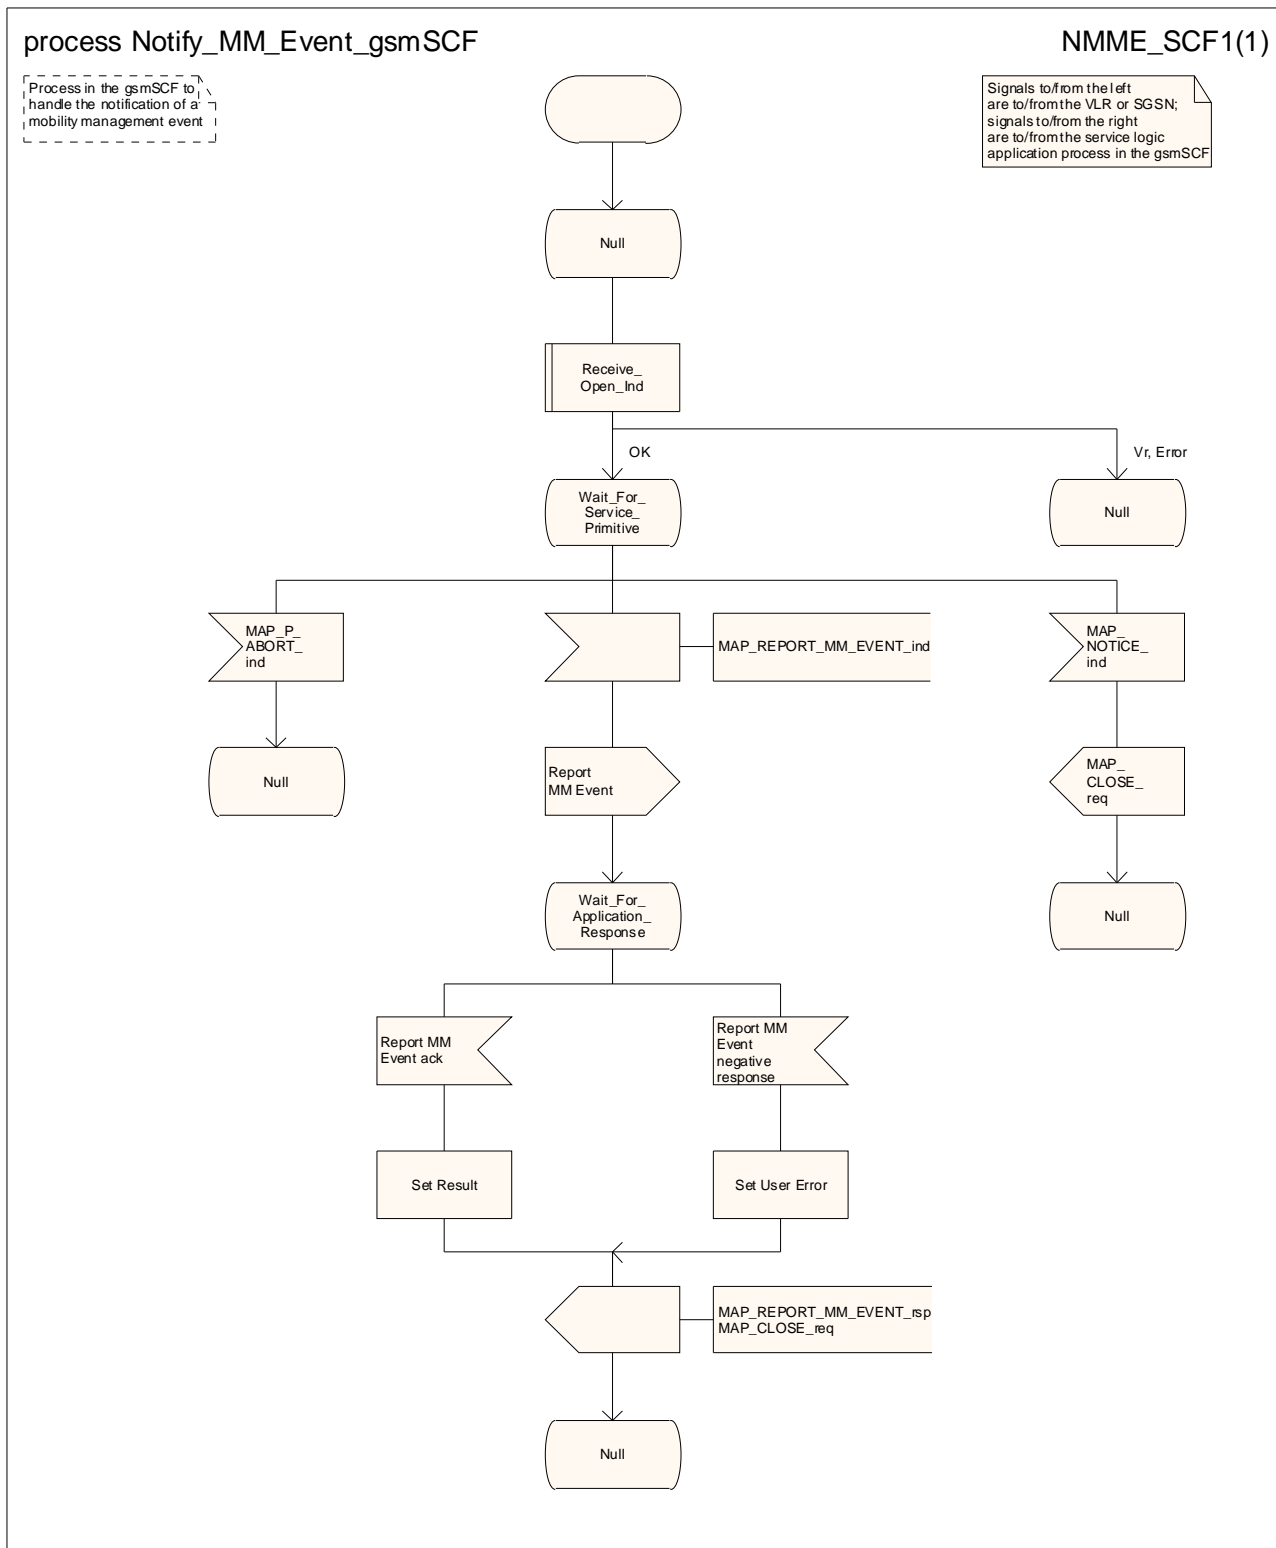 process Notify_MM_Event_gsmSCF
NMME_SCF1(1)
Process in the gsmSCF to
handle the notification of a
mobility management event
Signals to/from the left
are to/from the VLR or SGSN;
signals to/from the right
are to/from the service logic
application process in the gsmSCF
Null
Receive_
Open_Ind
OK
Vr, Error
Wait_For_
Service_
Primitive
Null
MAP_P_
ABORT_
ind
MAP_REPORT_MM_EVENT_ind
MAP_
NOTICE_
ind
Null
Report
MM Event
MAP_
CLOSE_
req
Wait_For_
Application_
Response
Null
Report MM
Event ack
Report MM
Event
negative
response
Set Result
Set User Error
MAP_REPORT_MM_EVENT_rsp
MAP_CLOSE_req
Null